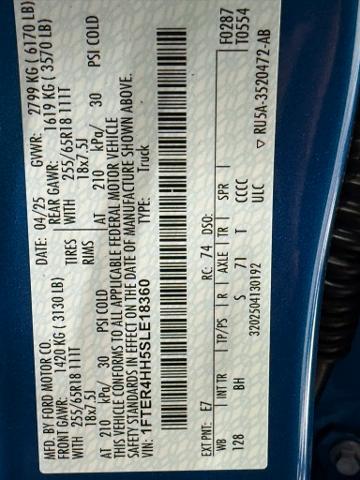 MFD. BY FORD MOTOR CO.
DATE: 04/25
GVWR: 2799 KG ( 6170 LB)
FRONT GAWR: 1420 KG ( 3130 LB)
REAR GAWR: 1619 KG ( 3570 LB)
WITH
255/65R18 111T
TIRES
WITH
255/65R18 111T
18x7.5J
RIMS
18x7.5J
AT 210 kPa/ 30 PSI COLD
AT 210 kPa/ 30 PSI COLD
THIS VEHICLE CONFORMS TO ALL APPLICABLE FEDERAL MOTOR VEHICLE
SAFETY STANDARDS IN EFFECT ON THE DATE OF MANUFACTURE SHOWN ABOVE.
VIN: 1FTER4HH5SLE18360
TYPE: Truck
F0287
T0554
EXT PNT: E7
RC: 74
DSO:
WB
INT TR
TP/PS
R
AXLE
TR
SPR
128
BH
S
71
T
CCCC
ULC
3202504130192
▽ RU5A-3520472-AB